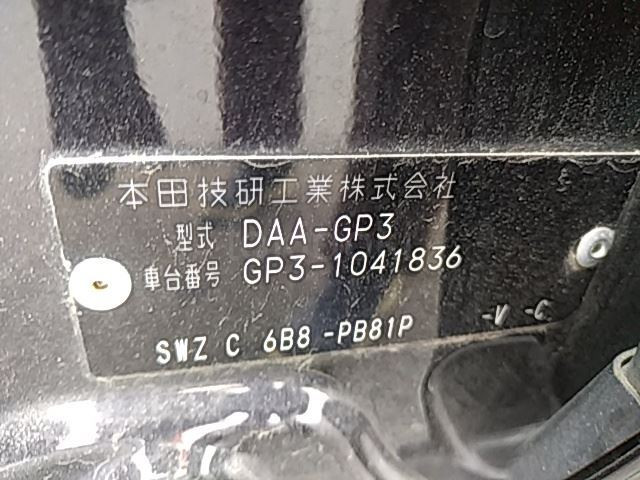 本田技研工業株式会社
型式 DAA-GP3
車台番号 GP3-1041836
SWZ C 6B8 -PB81P -V -C